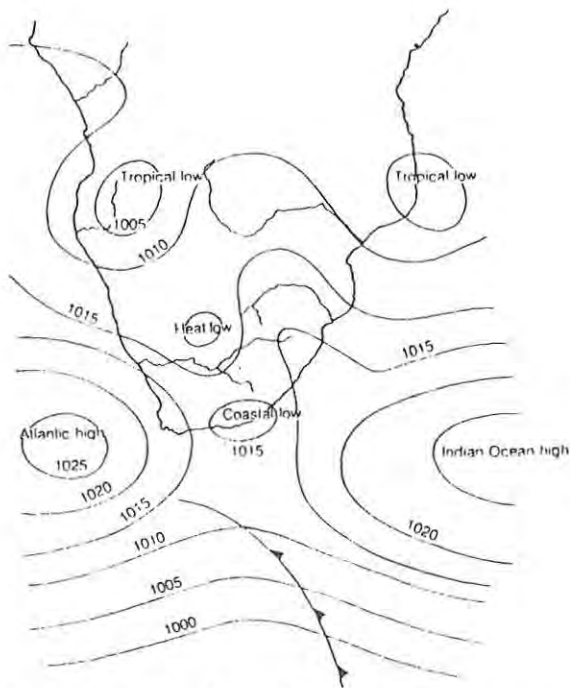 Tropical low
Tropical low
1005
1010
1015
Heat low
1015
Coastal low
1015
Atlantic high
1025
Indian Ocean high
1020
1020
1015
1010
1005
1000